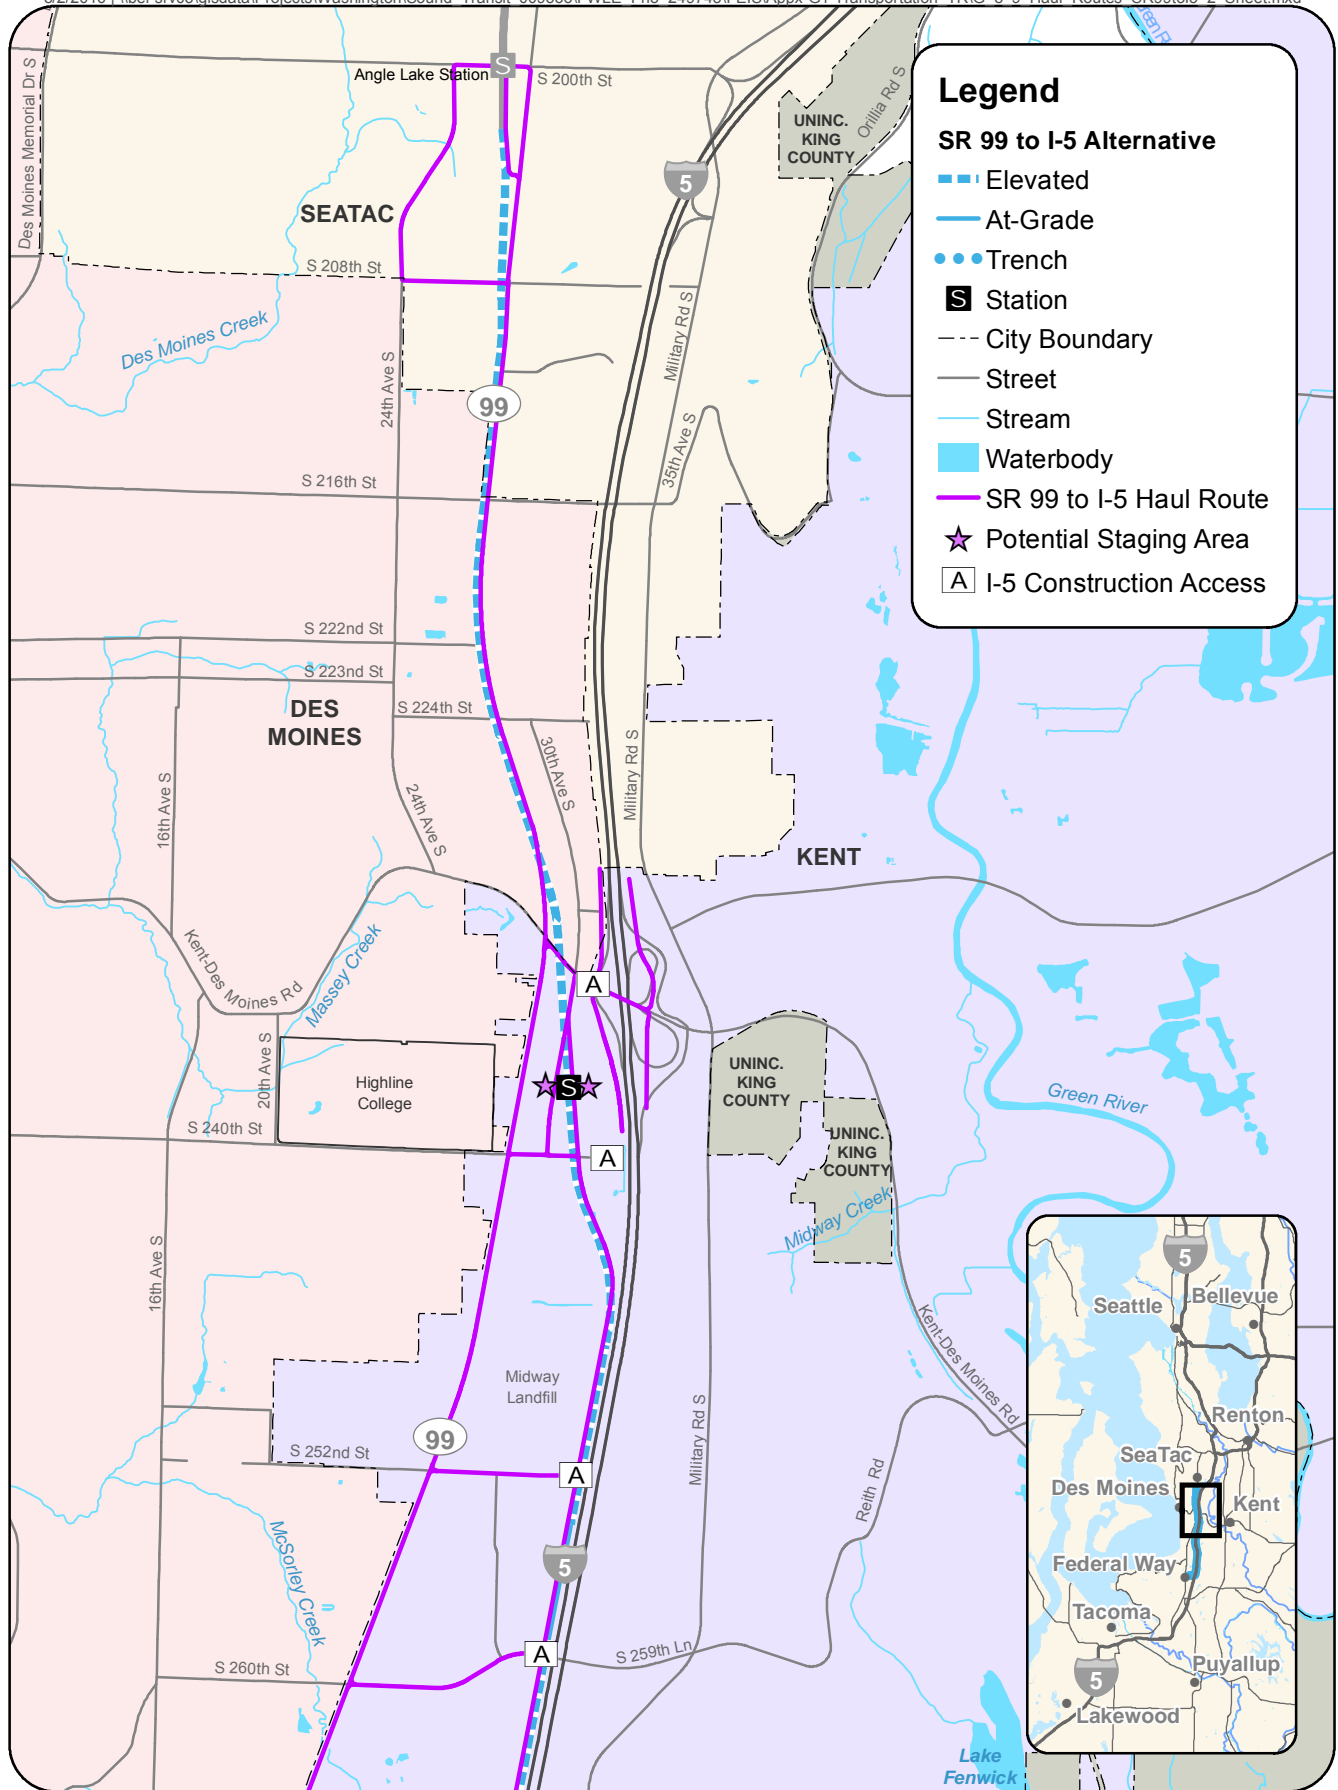 Angle Lake Station
S
S 200th St
Des Moines Memorial Dr S
UNINC.
KING
COUNTY
Orillia Rd S
Legend
SR 99 to I-5 Alternative
Elevated
At-Grade
Trench
S Station
City Boundary
Street
Stream
Waterbody
SR 99 to I-5 Haul Route
Potential Staging Area
A I-5 Construction Access
5
SEATAC
S 208th St
Des Moines Creek
24th Ave S
Military Rd S
99
35th Ave S
S 216th St
S 222nd St
S 223rd St
S 224th St
DES
MOINES
30th Ave S
Military Rd S
16th Ave S
24th Ave S
KENT
Kent-Des Moines Rd
Massey Creek
A
20th Ave S
Highline
College
S
UNINC.
KING
COUNTY
Green River
S 240th St
A
UNINC.
KING
COUNTY
Midway Creek
16th Ave S
Kent-Des Moines Rd
Midway
Landfill
99
S 252nd St
A
Military Rd S
Reith Rd
5
McSorley Creek
A
S 259th Ln
S 260th St
Lake
Fenwick
5
Seattle
Bellevue
Renton
SeaTac
Des Moines
Kent
Federal Way
Tacoma
5
Puyallup
Lakewood